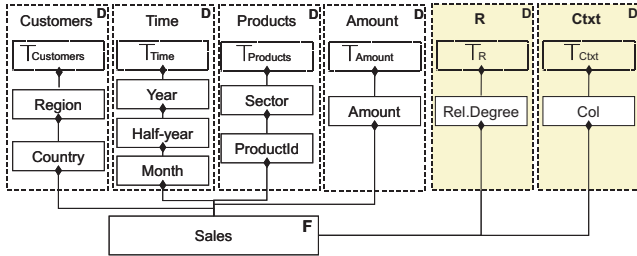 Customers D
Time D
Products D
Amount D
R D
Ctxt D
TCustomers
TTime
TProducts
TAmount
TR
TCtxt
Region
Country
Year
Half-year
Month
Sector
ProductId
Amount
Rel.Degree
Col
Sales F